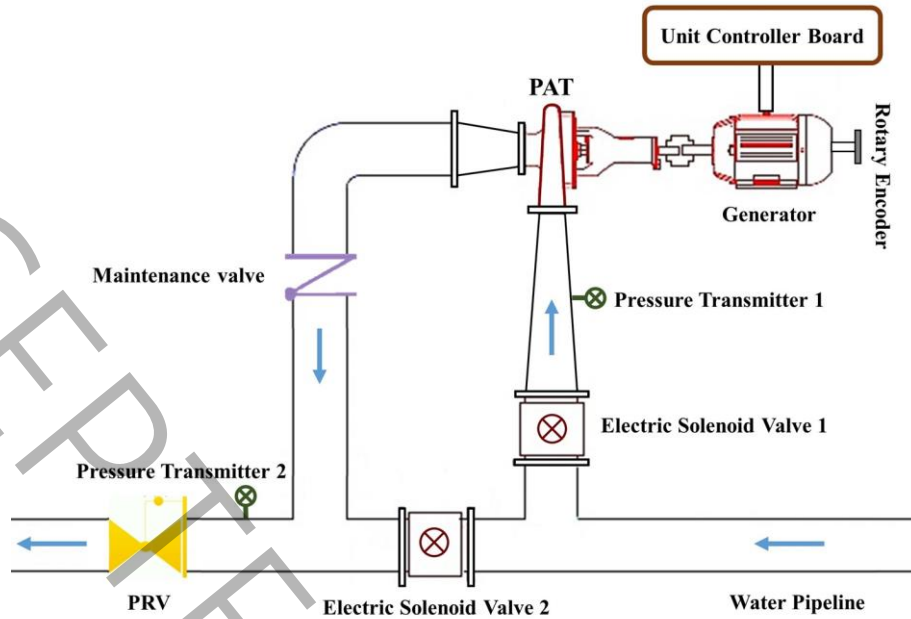 Unit Controller Board
PAT
Rotary Encoder
Generator
Maintenance valve
Pressure Transmitter 1
Electric Solenoid Valve 1
Pressure Transmitter 2
PRV
Electric Solenoid Valve 2
Water Pipeline